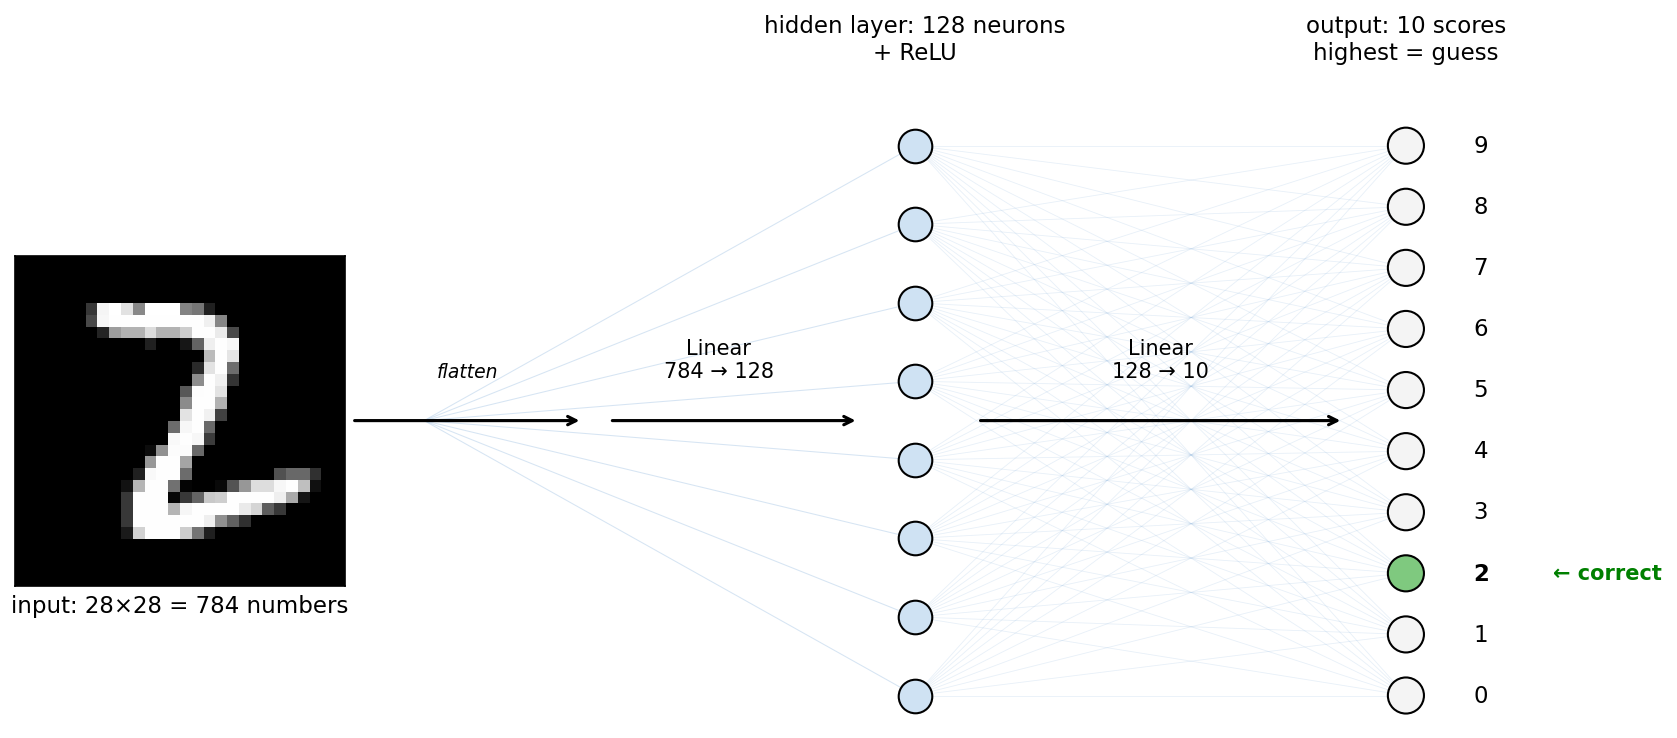 hidden layer: 128 neurons
+ ReLU
output: 10 scores
highest = guess
2
input: 28×28 = 784 numbers
flatten
Linear
784 → 128
Linear
128 → 10
9
8
7
6
5
4
3
2 ← correct
1
0